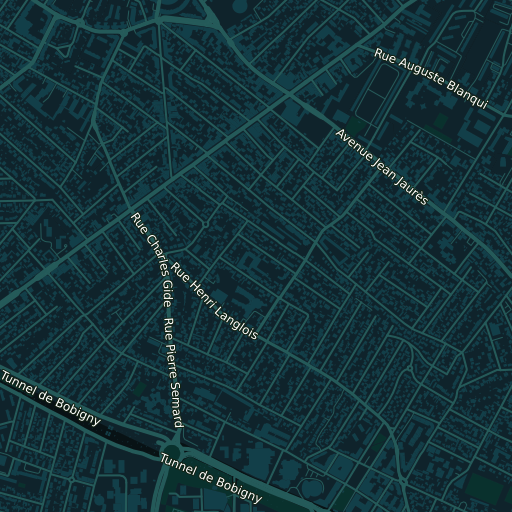 Rue Auguste Blanqui
Avenue Jean Jaurès
Rue Charles Gide
Rue Henri Langlois
Rue Pierre Semard
Tunnel de Bobigny
Tunnel de Bobigny